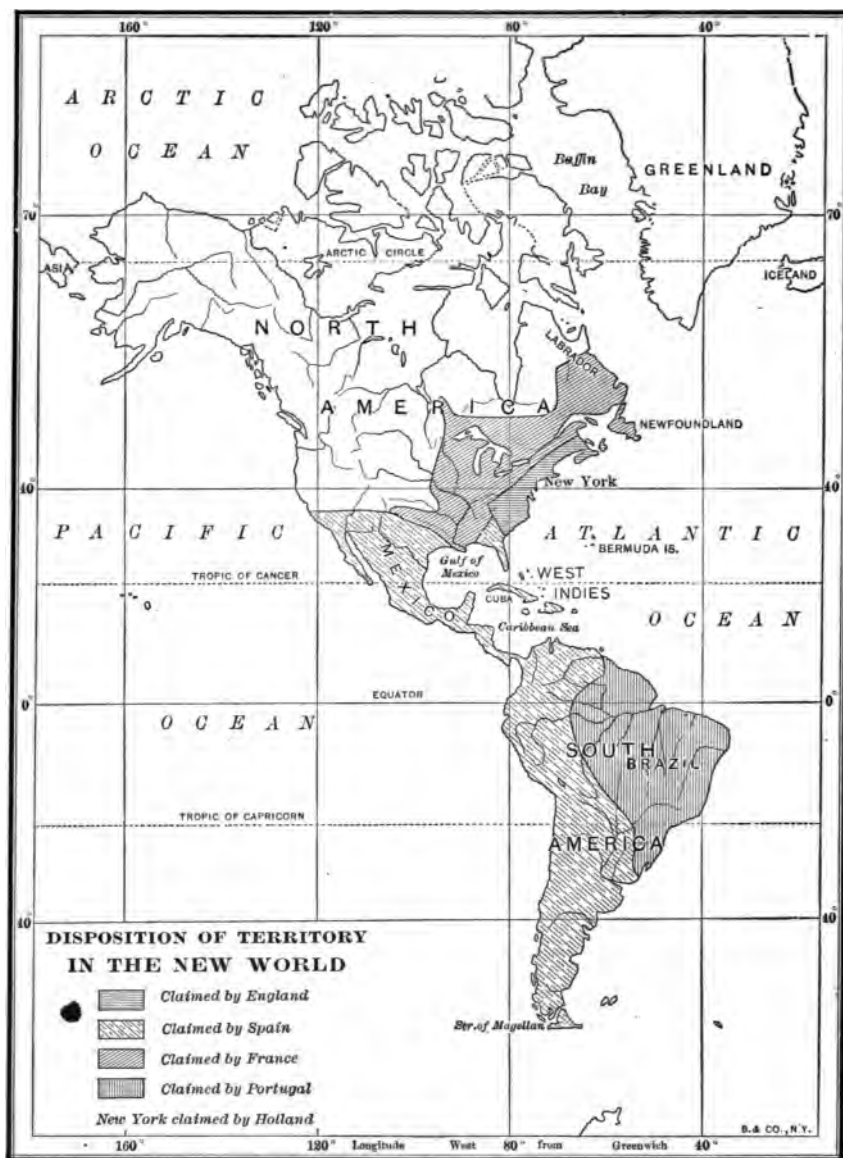 160° 120° 80° 40°
ARCTIC
OCEAN
Baffin
Bay
GREENLAND
70° 70°
ARCTIC CIRCLE
ASIA
ICELAND
NORTH
LABRADOR
AMERICA
NEWFOUNDLAND
New York
40° 40°
PACIFIC
ATLANTIC
BERMUDA IS.
MEXICO
Gulf of
Mexico
TROPIC OF CANCER
WEST
INDIES
CUBA
OCEAN
Caribbean Sea
EQUATOR
0° 0°
OCEAN
SOUTH
BRAZIL
TROPIC OF CAPRICORN
AMERICA
40° 40°
DISPOSITION OF TERRITORY
IN THE NEW WORLD
Claimed by England
Claimed by Spain
Claimed by France
Claimed by Portugal
New York claimed by Holland
Str. of Magellan
B. & CO., N.Y.
160° 120° Longitude West 80° from Greenwich 40°